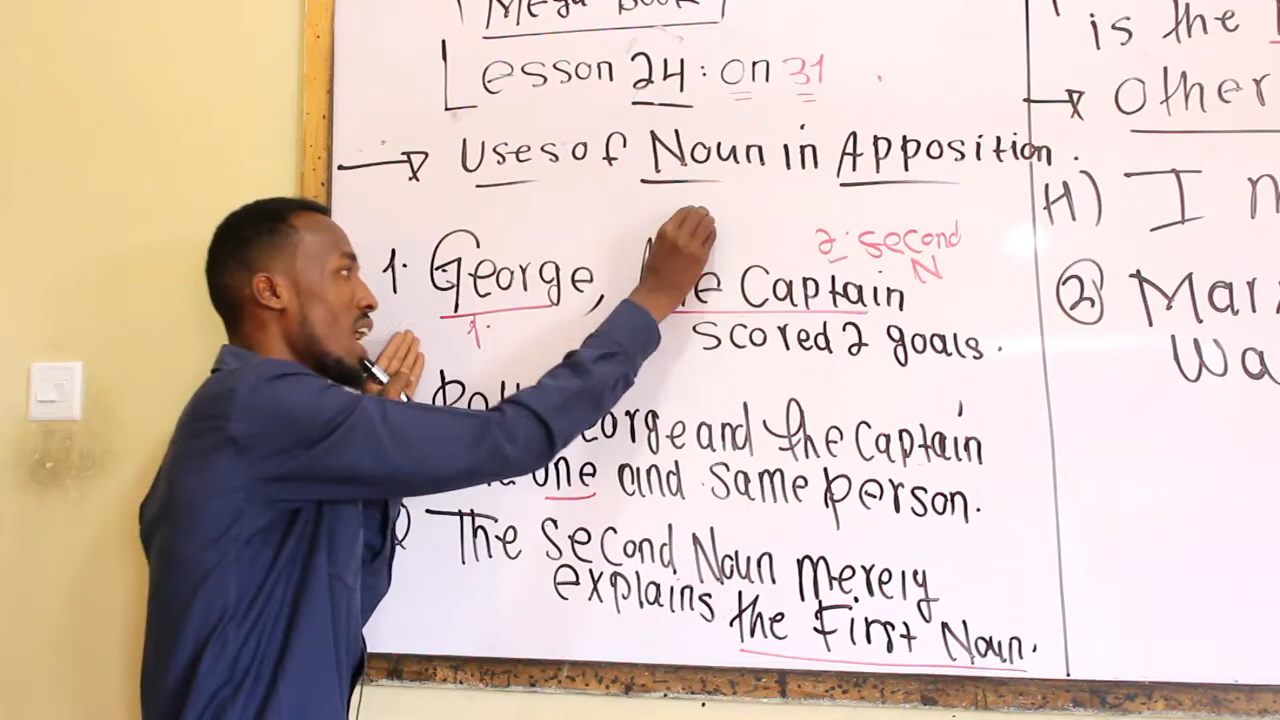 Mega Book
Lesson 24: on 31
Uses of Noun in Apposition.
2. second
N
1. George, the Captain
1.
scored 2 goals.
George and the Captain
one and same person.
The second Noun merely
explains the First Noun.
is the
Other
H) I
2) Mar
Wa